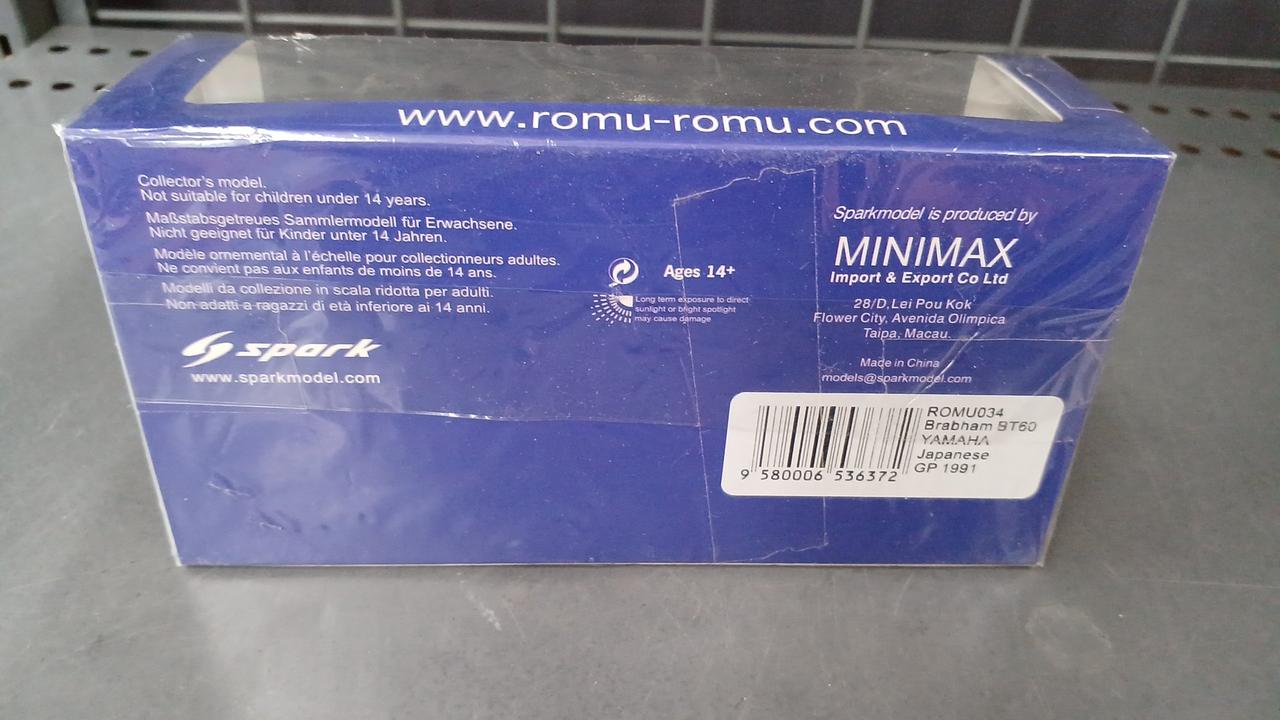 www.romu-romu.com
Collector's model.
Not suitable for children under 14 years.
Maßstabsgetreues Sammlermodell für Erwachsene.
Nicht geeignet für Kinder unter 14 Jahren.
Modèle ornemental à l'échelle pour collectionneurs adultes.
Ne convient pas aux enfants de moins de 14 ans.
Modelli da collezione in scala ridotta per adulti.
Non adatti a ragazzi di età inferiore ai 14 anni.
spark
www.sparkmodel.com
Ages 14+
Long term exposure to direct
sunlight or bright spotlight
may cause damage
Sparkmodel is produced by
MINIMAX
Import & Export Co Ltd
28/D, Lei Pou Kok
Flower City, Avenida Olimpica
Taipa, Macau.
Made in China
models@sparkmodel.com
ROMU034
Brabham BT60
YAMAHA
Japanese
GP 1991
9 580006 536372